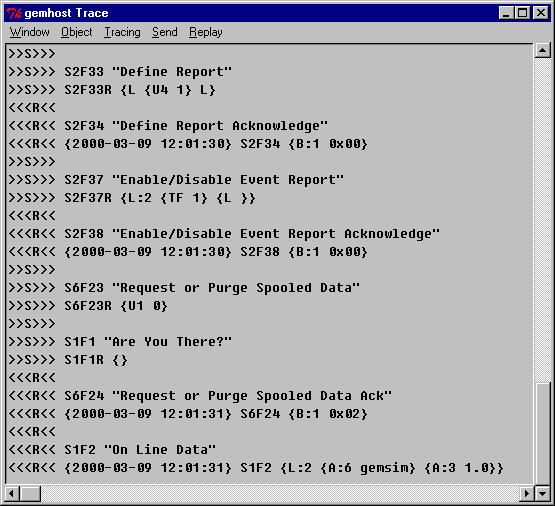 gemhost Trace
Window Object Tracing Send Replay
>>S>>>
>>S>>> S2F33 "Define Report"
>>S>>> S2F33R {L {U4 1} L}
<<<R<<
<<<R<< S2F34 "Define Report Acknowledge"
<<<R<< {2000-03-09 12:01:30} S2F34 {B:1 0x00}
>>S>>>
>>S>>> S2F37 "Enable/Disable Event Report"
>>S>>> S2F37R {L:2 {TF 1} {L }}
<<<R<<
<<<R<< S2F38 "Enable/Disable Event Report Acknowledge"
<<<R<< {2000-03-09 12:01:30} S2F38 {B:1 0x00}
>>S>>>
>>S>>> S6F23 "Request or Purge Spooled Data"
>>S>>> S6F23R {U1 0}
>>S>>>
>>S>>> S1F1 "Are You There?"
>>S>>> S1F1R {}
<<<R<<
<<<R<< S6F24 "Request or Purge Spooled Data Ack"
<<<R<< {2000-03-09 12:01:31} S6F24 {B:1 0x02}
<<<R<<
<<<R<< S1F2 "On Line Data"
<<<R<< {2000-03-09 12:01:31} S1F2 {L:2 {A:6 gemsim} {A:3 1.0}}